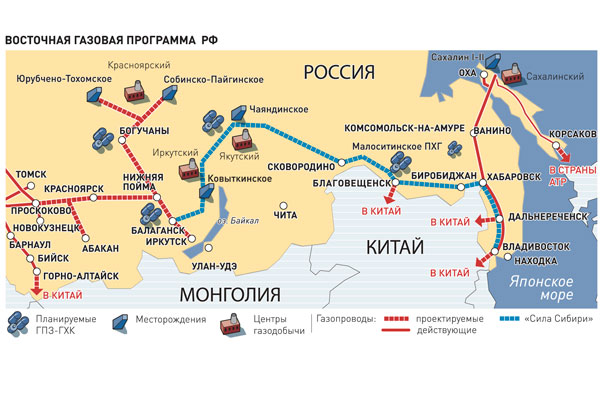 ВОСТОЧНАЯ ГАЗОВАЯ ПРОГРАММА РФ
Красноярский
Юрубчено-Тохомское
Собинско-Пайгинское
РОССИЯ
Сахалин I-II
ОХА
Сахалинский
Чаяндинское
БОГУЧАНЫ
Иркутский
Якутский
КОМСОМОЛЬСК-НА-АМУРЕ
ВАНИНО
КОРСАКОВ
Малоситинское ПХГ
В СТРАНЫ
АТР
ТОМСК
КРАСНОЯРСК
НИЖНЯЯ
ПОЙМА
Ковыктинское
СКОВОРОДИНО
БЛАГОВЕЩЕНСК
БИРОБИДЖАН
ХАБАРОВСК
ПРОСКОКОВО
НОВОКУЗНЕЦК
БАЛАГАНСК
ИРКУТСК
оз. Байкал
ЧИТА
В КИТАЙ
В КИТАЙ
ДАЛЬНЕРЕЧЕНСК
БАРНАУЛ
АБАКАН
БИЙСК
УЛАН-УДЭ
КИТАЙ
ВЛАДИВОСТОК
НАХОДКА
ГОРНО-АЛТАЙСК
В КИТАЙ
МОНГОЛИЯ
В КИТАЙ
Японское
море
Планируемые
ГПЗ-ГХК
Месторождения
Центры
газодобычи
Газопроводы:
проектируемые
действующие
«Сила Сибири»